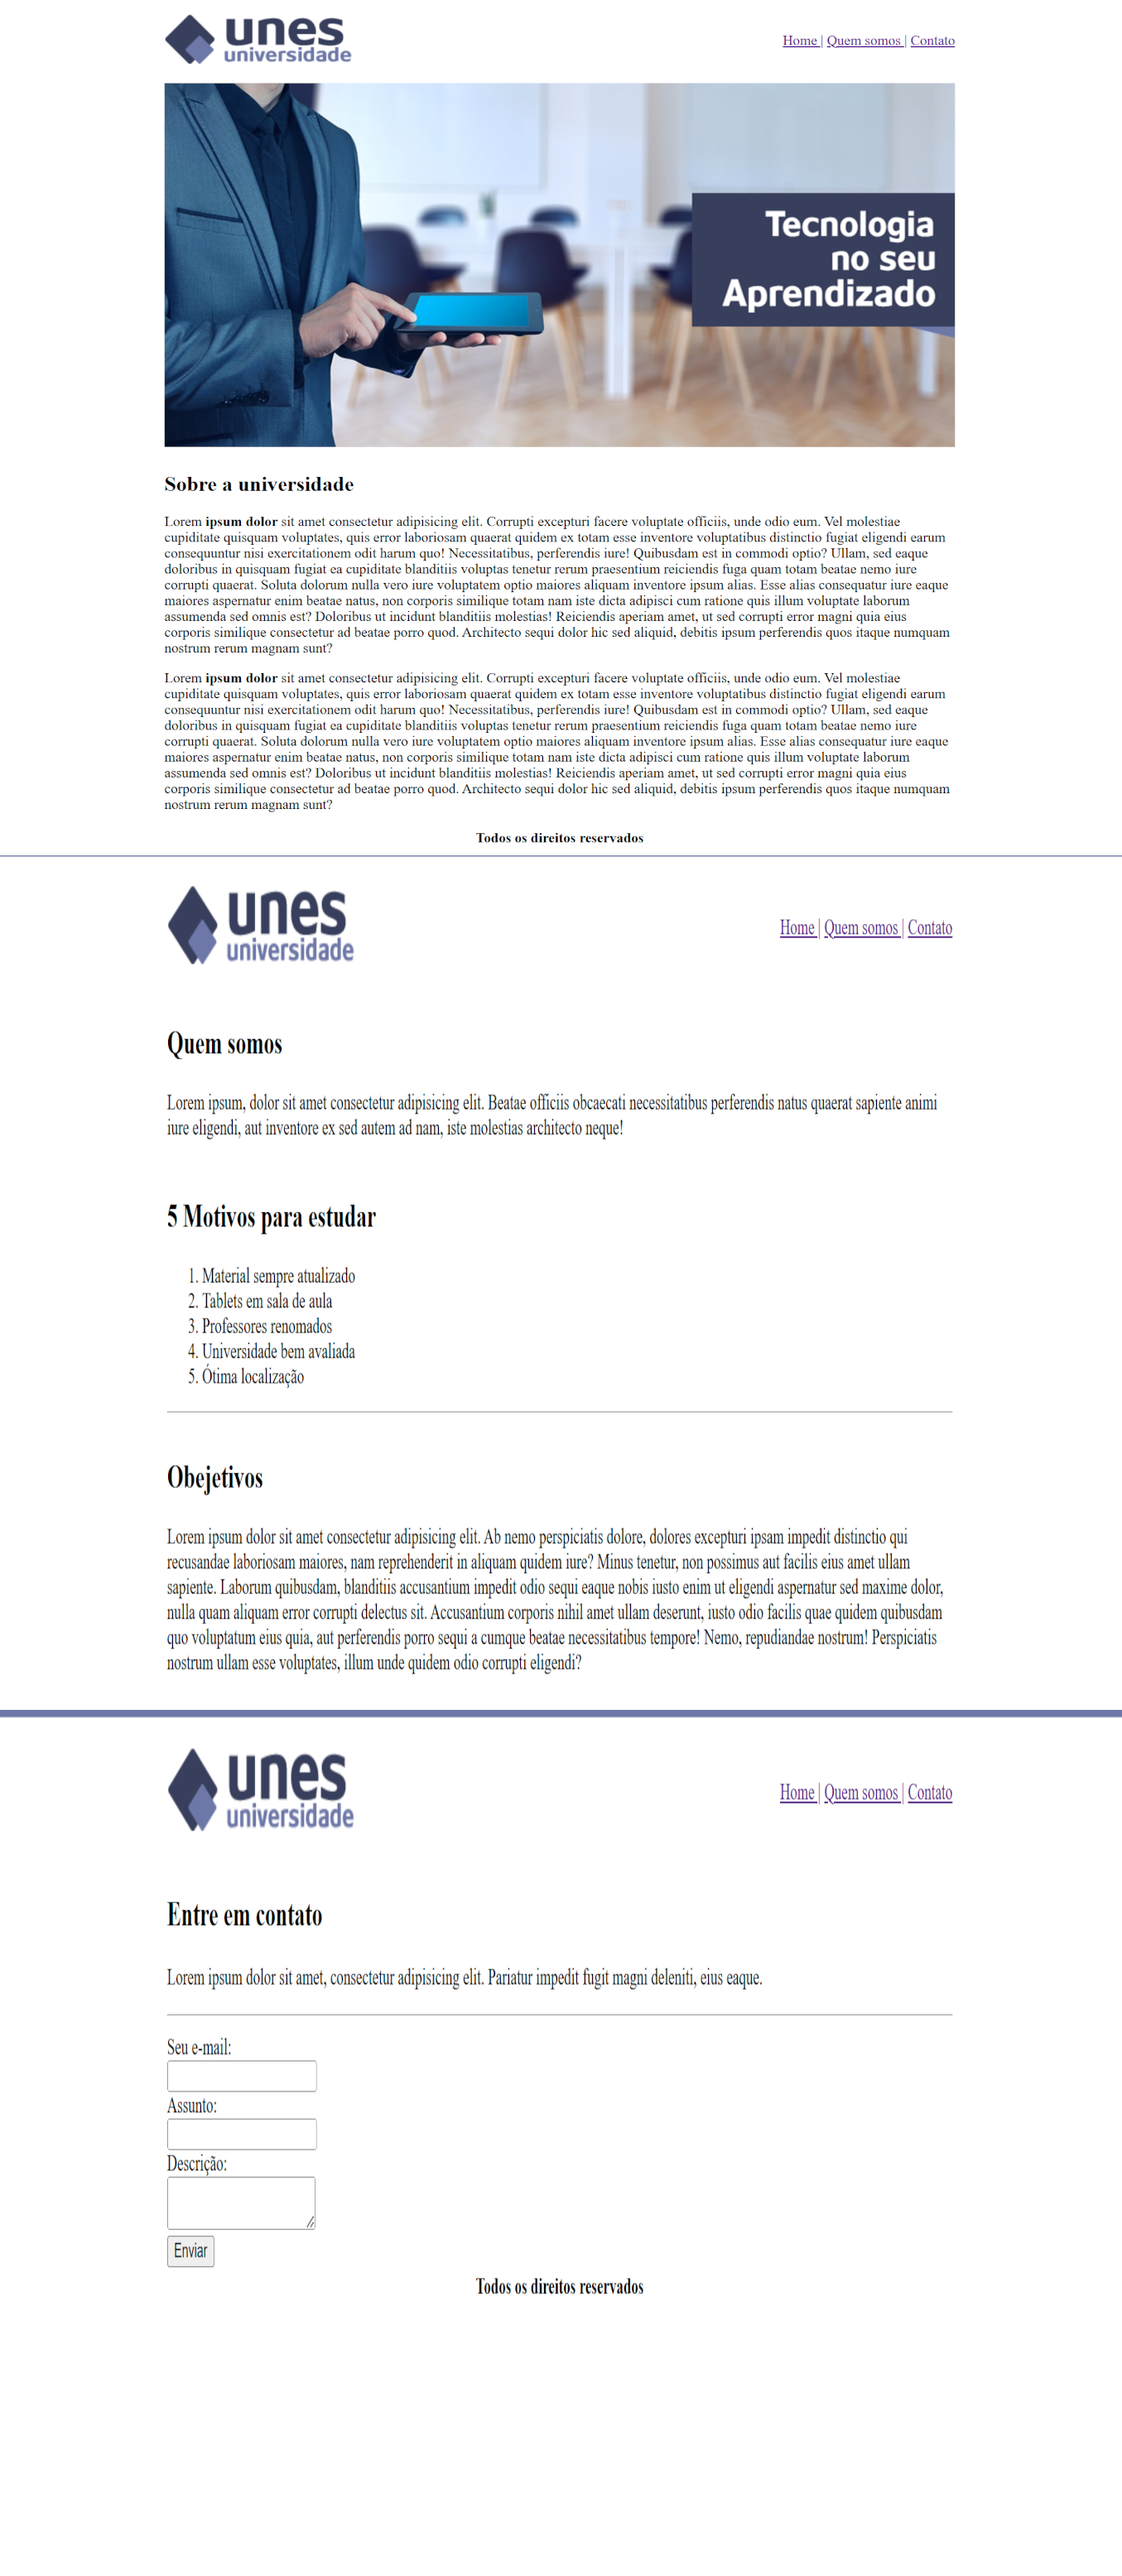 unes
universidade
Home | Quem somos | Contato
Tecnologia
no seu
Aprendizado
Sobre a universidade
Lorem ipsum dolor sit amet consectetur adipisicing elit. Corrupti excepturi facere voluptate officiis, unde odio eum. Vel molestiae
cupiditate quisquam voluptates, quis error laboriosam quaerat quidem ex totam esse inventore voluptatibus distinctio fugiat eligendi earum
consequuntur nisi exercitationem odit harum quo! Necessitatibus, perferendis iure! Quibusdam est in commodi optio? Ullam, sed eaque
doloribus in quisquam fugiat ea cupiditate blanditiis voluptas tenetur rerum praesentium reiciendis fuga quam totam beatae nemo iure
corrupti quaerat. Soluta dolorum nulla vero iure voluptatem optio maiores aliquam inventore ipsum alias. Esse alias consequatur iure eaque
maiores aspernatur enim beatae natus, non corporis similique totam nam iste dicta adipisci cum ratione quis illum voluptate laborum
assumenda sed omnis est? Doloribus ut incidunt blanditiis molestias! Reiciendis aperiam amet, ut sed corrupti error magni quia eius
corporis similique consectetur ad beatae porro quod. Architecto sequi dolor hic sed aliquid, debitis ipsum perferendis quos itaque numquam
nostrum rerum magnam sunt?
Lorem ipsum dolor sit amet consectetur adipisicing elit. Corrupti excepturi facere voluptate officiis, unde odio eum. Vel molestiae
cupiditate quisquam voluptates, quis error laboriosam quaerat quidem ex totam esse inventore voluptatibus distinctio fugiat eligendi earum
consequuntur nisi exercitationem odit harum quo! Necessitatibus, perferendis iure! Quibusdam est in commodi optio? Ullam, sed eaque
doloribus in quisquam fugiat ea cupiditate blanditiis voluptas tenetur rerum praesentium reiciendis fuga quam totam beatae nemo iure
corrupti quaerat. Soluta dolorum nulla vero iure voluptatem optio maiores aliquam inventore ipsum alias. Esse alias consequatur iure eaque
maiores aspernatur enim beatae natus, non corporis similique totam nam iste dicta adipisci cum ratione quis illum voluptate laborum
assumenda sed omnis est? Doloribus ut incidunt blanditiis molestias! Reiciendis aperiam amet, ut sed corrupti error magni quia eius
corporis similique consectetur ad beatae porro quod. Architecto sequi dolor hic sed aliquid, debitis ipsum perferendis quos itaque numquam
nostrum rerum magnam sunt?
Todos os direitos reservados
unes
universidade
Home | Quem somos | Contato
Quem somos
Lorem ipsum, dolor sit amet consectetur adipisicing elit. Beatae officiis obcaecati necessitatibus perferendis natus quaerat sapiente animi
iure eligendi, aut inventore ex sed autem ad nam, iste molestias architecto neque!
5 Motivos para estudar
1. Material sempre atualizado
2. Tablets em sala de aula
3. Professores renomados
4. Universidade bem avaliada
5. Ótima localização
Obejetivos
Lorem ipsum dolor sit amet consectetur adipisicing elit. Ab nemo perspiciatis dolore, dolores excepturi ipsam impedit distinctio qui
recusandae laboriosam maiores, nam reprehenderit in aliquam quidem iure? Minus tenetur, non possimus aut facilis eius amet ullam
sapiente. Laborum quibusdam, blanditiis accusantium impedit odio sequi eaque nobis iusto enim ut eligendi aspernatur sed maxime dolor,
nulla quam aliquam error corrupti delectus sit. Accusantium corporis nihil amet ullam deserunt, iusto odio facilis quae quidem quibusdam
quo voluptatum eius quia, aut perferendis porro sequi a cumque beatae necessitatibus tempore! Nemo, repudiandae nostrum! Perspiciatis
nostrum ullam esse voluptates, illum unde quidem odio corrupti eligendi?
unes
universidade
Home | Quem somos | Contato
Entre em contato
Lorem ipsum dolor sit amet, consectetur adipisicing elit. Pariatur impedit fugit magni deleniti, eius eaque.
Seu e-mail:
Assunto:
Descrição:
Enviar
Todos os direitos reservados